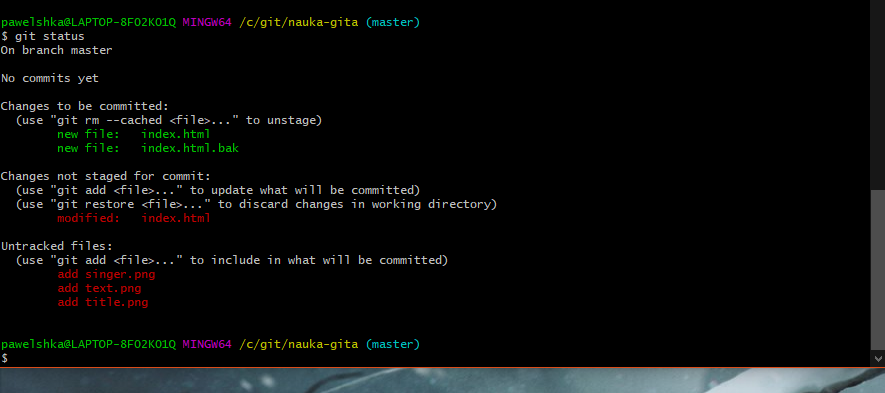 pawelshka@LAPTOP-8FO2K01Q MINGW64 /c/git/nauka-gita (master)
$ git status
On branch master
No commits yet
Changes to be committed:
(use "git rm --cached <file>..." to unstage)
new file: index.html
new file: index.html.bak
Changes not staged for commit:
(use "git add <file>..." to update what will be committed)
(use "git restore <file>..." to discard changes in working directory)
modified: index.html
Untracked files:
(use "git add <file>..." to include in what will be committed)
add singer.png
add text.png
add title.png
pawelshka@LAPTOP-8FO2K01Q MINGW64 /c/git/nauka-gita (master)
$